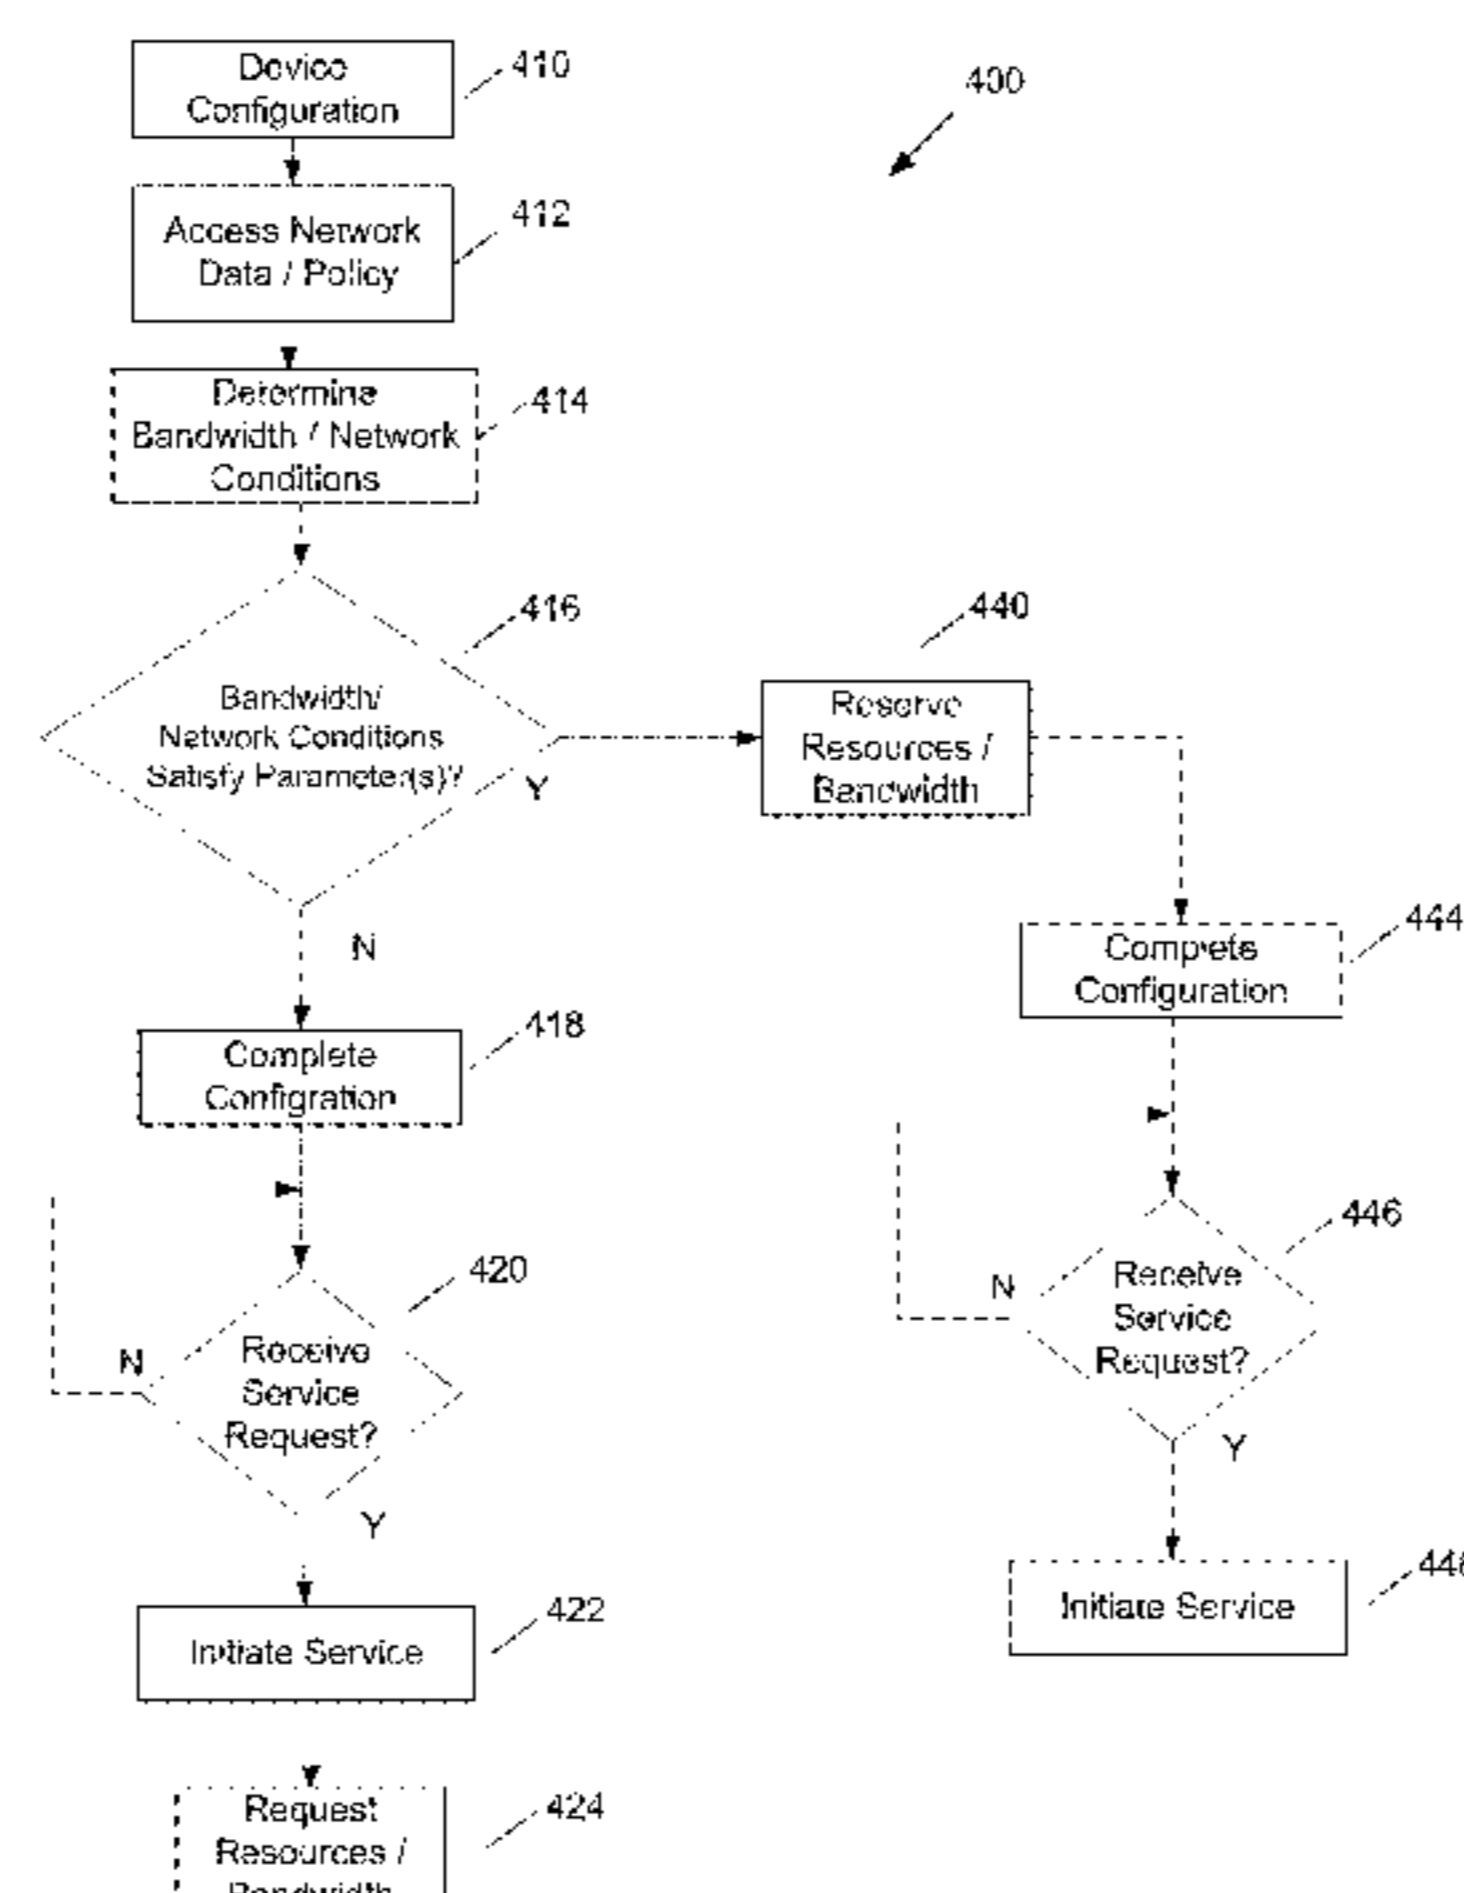 Device
Configuration
410
400
Access Network
Data / Policy
412
Determine
Bandwidth / Network
Conditions
414
416
Bandwidth/
Network Conditions
Satisfy Parameter(s)?
Y
N
440
Reserve
Resources /
Bandwidth
444
Complete
Configuration
Complete
Configration
418
446
Receive
Service
Request?
N
Y
420
Receive
Service
Request?
N
Y
Initiate Service
448
Initiate Service
422
Request
Resources /
Bandwidth
424